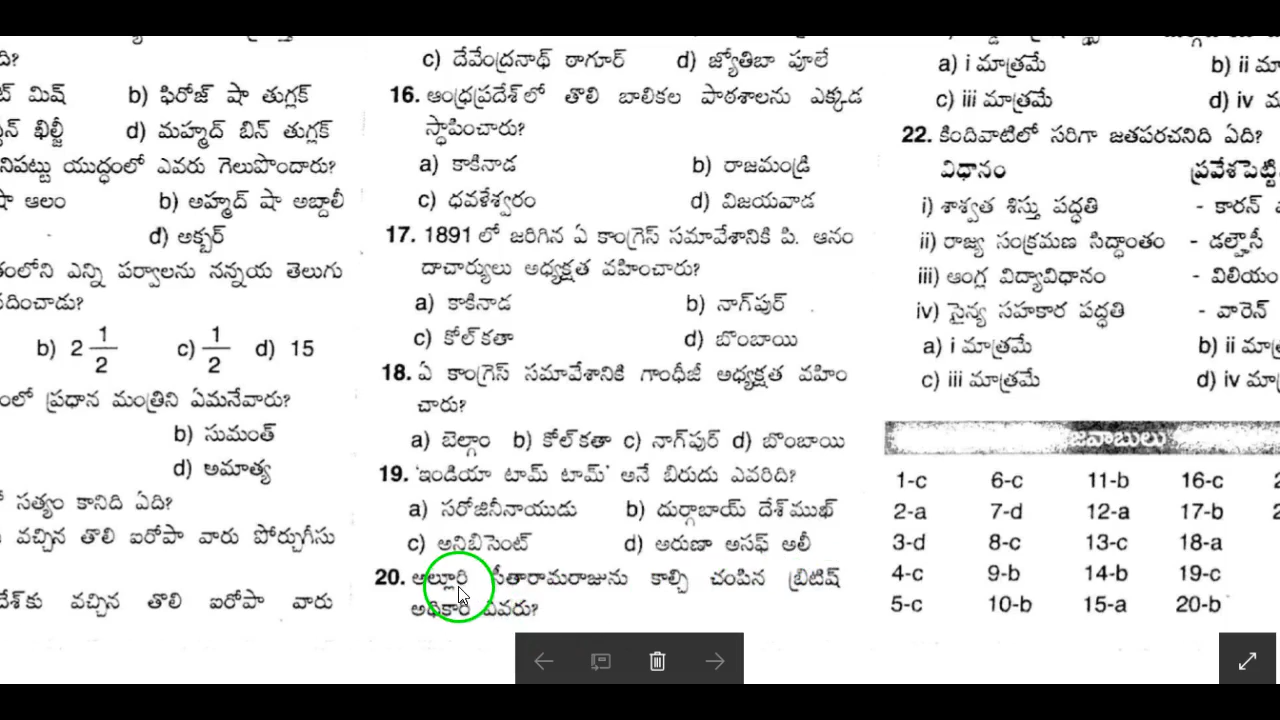 ది?
ట్ మిష్ b) ఫిరోజ్ షా తుగ్లక్
ఖిల్జీ d) మహ్మద్ బిన్ తుగ్లక్
యుద్ధంలో ఎవరు గెలుపొందారు?
షా ఆలం b) అహ్మద్ షా అబ్దాలీ
d) అక్బర్
ఎన్ని పర్వాలను నన్నయ తెలుగు
b) 2 1/2 c) 1/2 d) 15
ప్రధాన మంత్రిని ఏమనేవారు?
b) సుమంత్
d) అమాత్య
సత్యం కానిది ఏది?
వచ్చిన తొలి ఐరోపా వారు పోర్చుగీసు
వచ్చిన తొలి ఐరోపా వారు
c) దేవేంద్రనాథ్ ఠాగూర్ d) జ్యోతిబా పూలే
16. ఆంధ్రప్రదేశ్‌లో తొలి బాలికల పాఠశాలను ఎక్కడ
స్థాపించారు?
a) కాకినాడ b) రాజమండ్రి
c) ధవళేశ్వరం d) విజయవాడ
17. 1891 లో జరిగిన ఏ కాంగ్రెస్ సమావేశానికి పి. ఆనం
దాచార్యులు అధ్యక్షత వహించారు?
a) కాకినాడ b) నాగ్‌పుర్
c) కోల్‌కతా d) బొంబాయి
18. ఏ కాంగ్రెస్ సమావేశానికి గాంధీజీ అధ్యక్షత వహిం
చారు?
a) బెల్గాం b) కోల్‌కతా c) నాగ్‌పుర్ d) బొంబాయి
19. 'ఇండియా టామ్ టామ్' అనే బిరుదు ఎవరిది?
a) సరోజినీనాయుడు b) దుర్గాబాయ్ దేశ్‌ముఖ్
c) అనిబిసెంట్ d) అరుణా అసఫ్ అలీ
20. అల్లూరి సీతారామరాజును కాల్చి చంపిన బ్రిటిష్
అధికారి ఎవరు?
a) i మాత్రమే b) ii
c) iii మాత్రమే d) iv
22. కిందివాటిలో సరిగా జతపరచనిది ఏది?
విధానం
i) శాశ్వత శిస్తు పద్ధతి - కారన్
ii) రాజ్య సంక్రమణ సిద్ధాంతం - డల్హౌసీ
iii) ఆంగ్ల విద్యావిధానం - విలియం
iv) సైన్య సహకార పద్ధతి - వారెన్
a) i మాత్రమే b) ii
c) iii మాత్రమే d) iv
జవాబులు
1-c 6-c 11-b 16-c
2-a 7-d 12-a 17-b
3-d 8-c 13-c 18-a
4-c 9-b 14-b 19-c
5-c 10-b 15-a 20-b